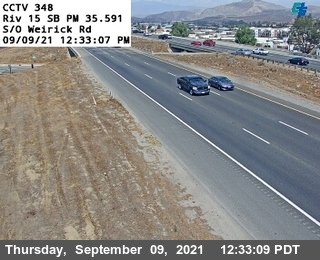 CCTV 348
Riv 15 SB PM 35.591
S/O Weirick Rd
09/09/21 12:33:07 PM
Thursday, September 09, 2021 12:33:09 PDT